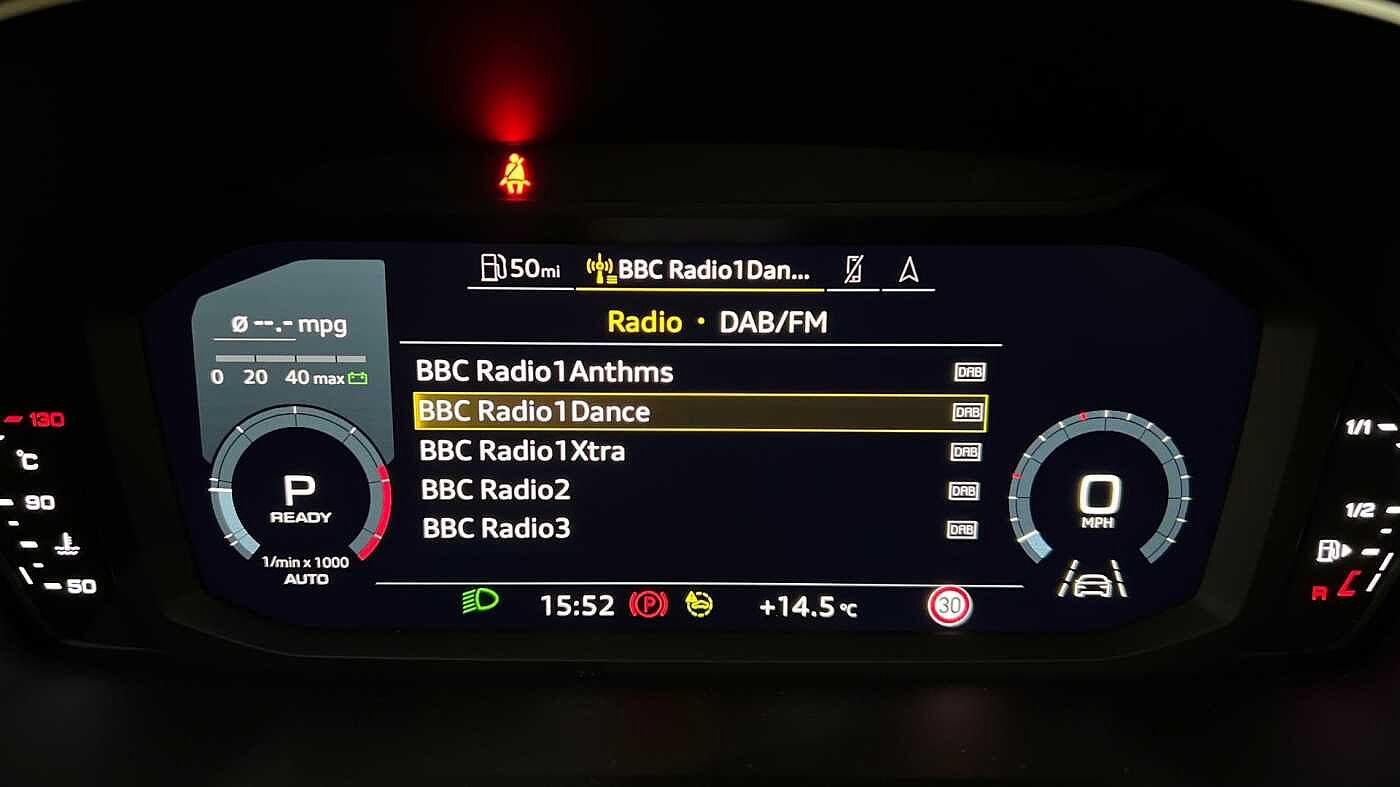 50mi
BBC Radio1Dan...
Radio • DAB/FM
ø --.- mpg
0 20 40 max
BBC Radio1Anthms DAB
BBC Radio1Dance DAB
BBC Radio1Xtra DAB
BBC Radio2 DAB
BBC Radio3 DAB
P
READY
1/min x 1000
AUTO
0
MPH
130
°C
90
50
1/1
1/2
R
15:52
P
+14.5 °C
30